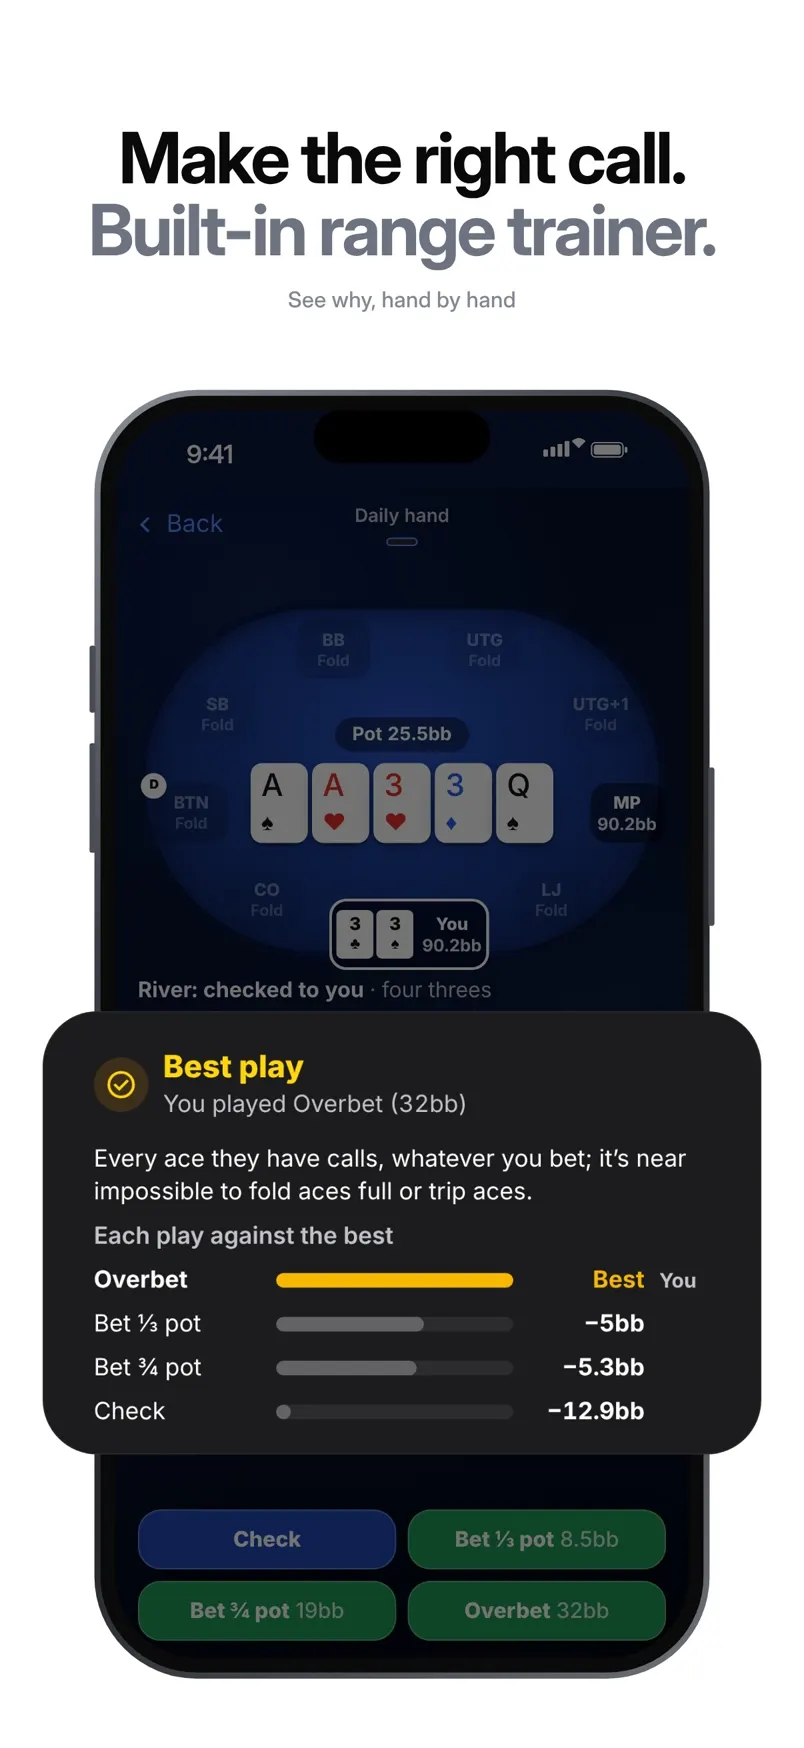 Make the right call.
Built-in range trainer.
See why, hand by hand
9:41
Back
Daily hand
BB
Fold
UTG
Fold
SB
Fold
UTG+1
Fold
Pot 25.5bb
D
BTN
Fold
A♠
A♥
3♥
3♦
Q♠
MP
90.2bb
CO
Fold
LJ
Fold
3♣
3♠
You
90.2bb
River: checked to you · four threes
Best play
You played Overbet (32bb)
Every ace they have calls, whatever you bet; it’s near
impossible to fold aces full or trip aces.
Each play against the best
Overbet Best You
Bet ⅓ pot −5bb
Bet ¾ pot −5.3bb
Check −12.9bb
Check
Bet ⅓ pot 8.5bb
Bet ¾ pot 19bb
Overbet 32bb